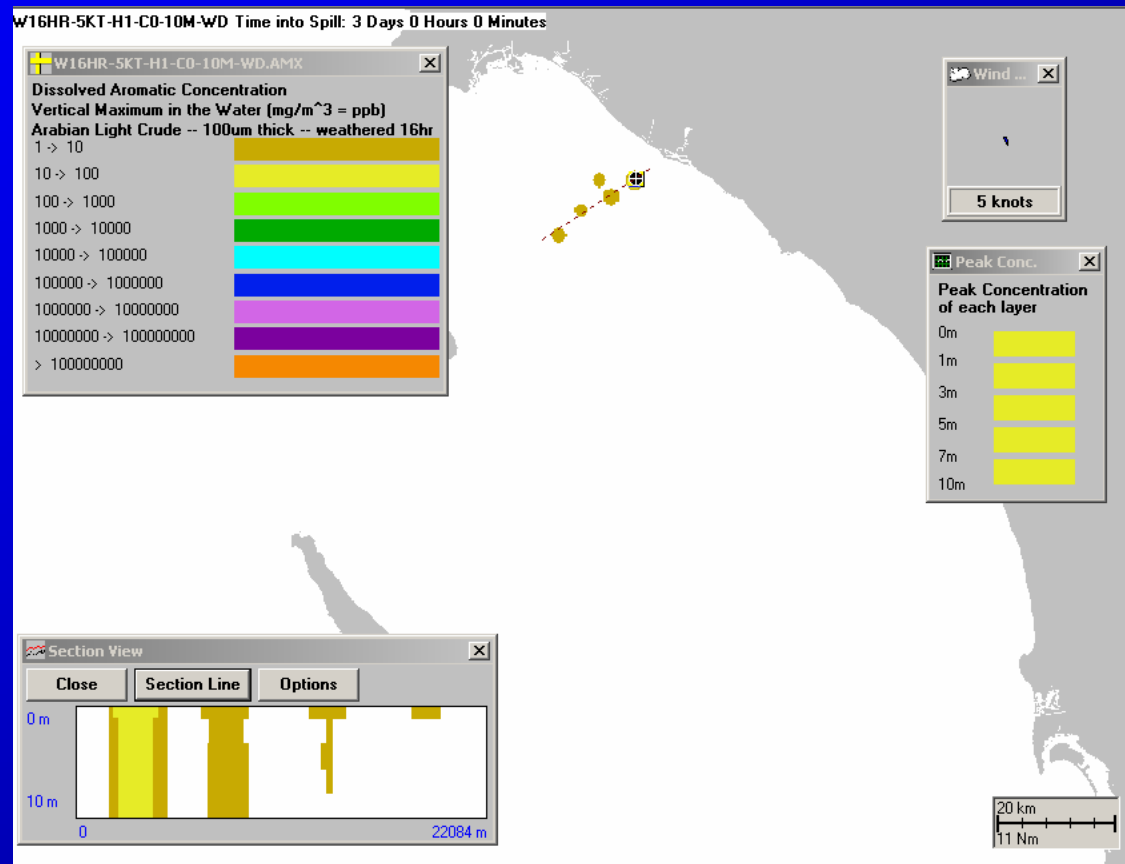 W16HR-5KT-H1-C0-10M-WD Time into Spill: 3 Days 0 Hours 0 Minutes
W16HR-5KT-H1-C0-10M-WD.AMX
Dissolved Aromatic Concentration
Vertical Maximum in the Water (mg/m^3 = ppb)
Arabian Light Crude -- 100um thick -- weathered 16hr
1 -> 10
10 -> 100
100 -> 1000
1000 -> 10000
10000 -> 100000
100000 -> 1000000
1000000 -> 10000000
10000000 -> 100000000
> 100000000
Wind ...
5 knots
Peak Conc.
Peak Concentration
of each layer
0m
1m
3m
5m
7m
10m
Section View
Close Section Line Options
0 m
10 m
0 22084 m
20 km
11 Nm